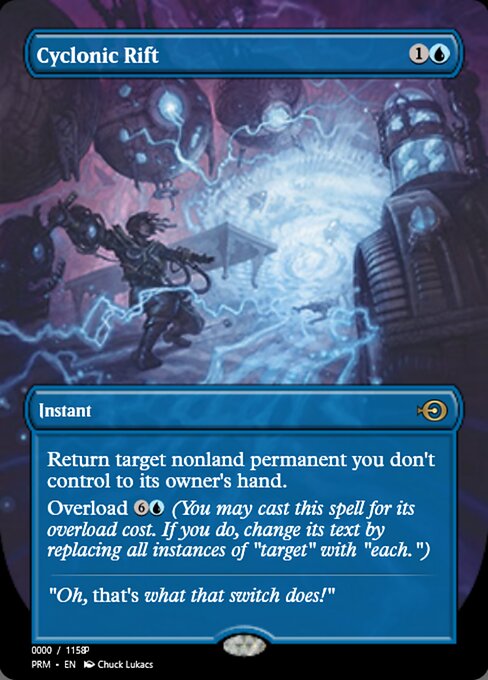 Cyclonic Rift 1
Instant
Return target nonland permanent you don't
control to its owner's hand.
Overload 6 (You may cast this spell for its
overload cost. If you do, change its text by
replacing all instances of "target" with "each.")
"Oh, that's what that switch does!"
0000 / 1158P
PRM • EN Chuck Lukacs